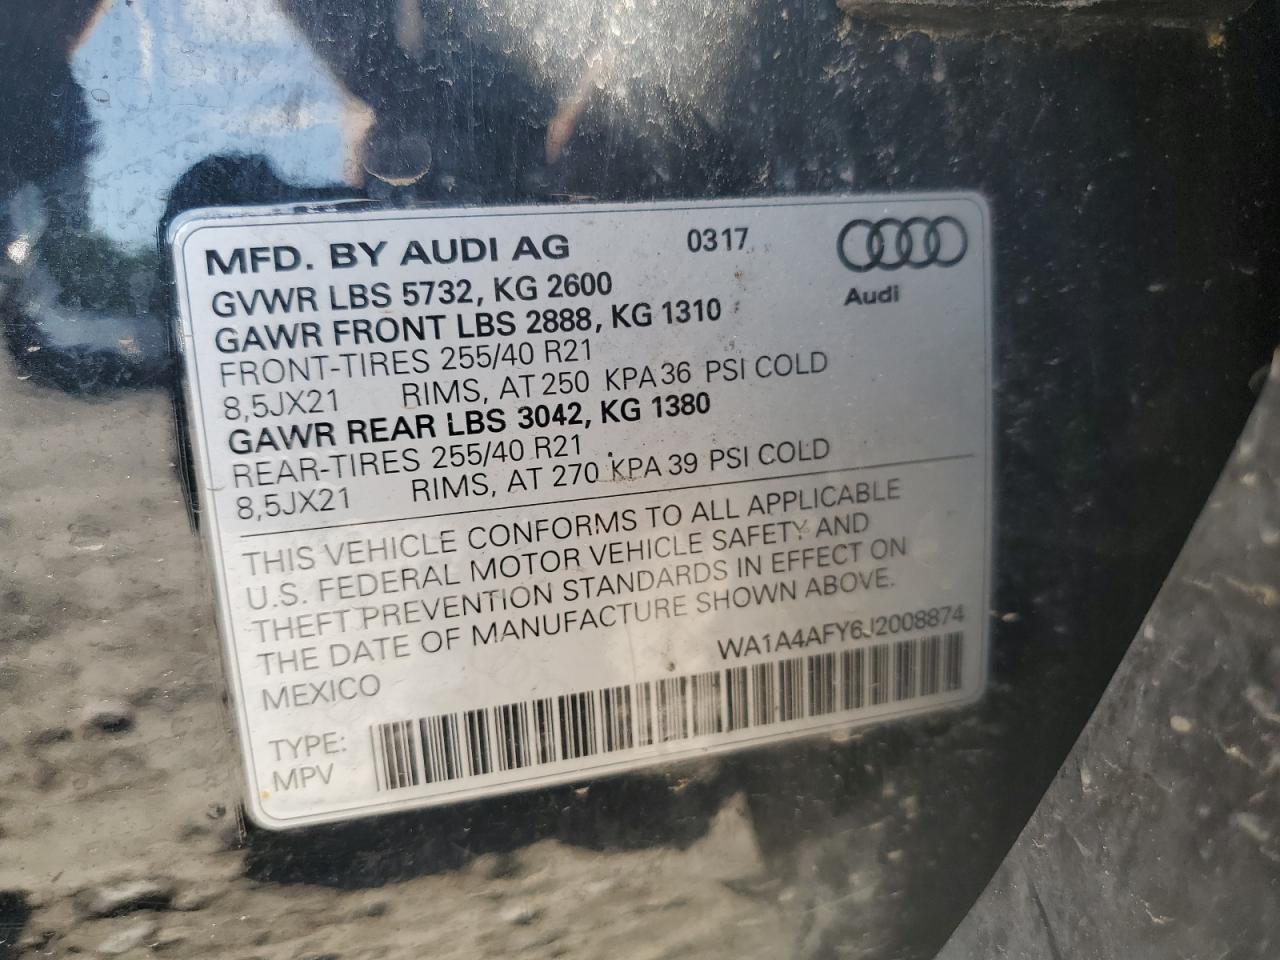 MFD. BY AUDI AG 0317
GVWR LBS 5732, KG 2600
Audi
GAWR FRONT LBS 2888, KG 1310
FRONT-TIRES 255/40 R21
8,5JX21 RIMS, AT 250 KPA 36 PSI COLD
GAWR REAR LBS 3042, KG 1380
REAR-TIRES 255/40 R21
8,5JX21 RIMS, AT 270 KPA 39 PSI COLD
THIS VEHICLE CONFORMS TO ALL APPLICABLE
U.S. FEDERAL MOTOR VEHICLE SAFETY AND
THEFT PREVENTION STANDARDS IN EFFECT ON
THE DATE OF MANUFACTURE SHOWN ABOVE.
MEXICO WA1A4AFY6J2008874
TYPE:
MPV